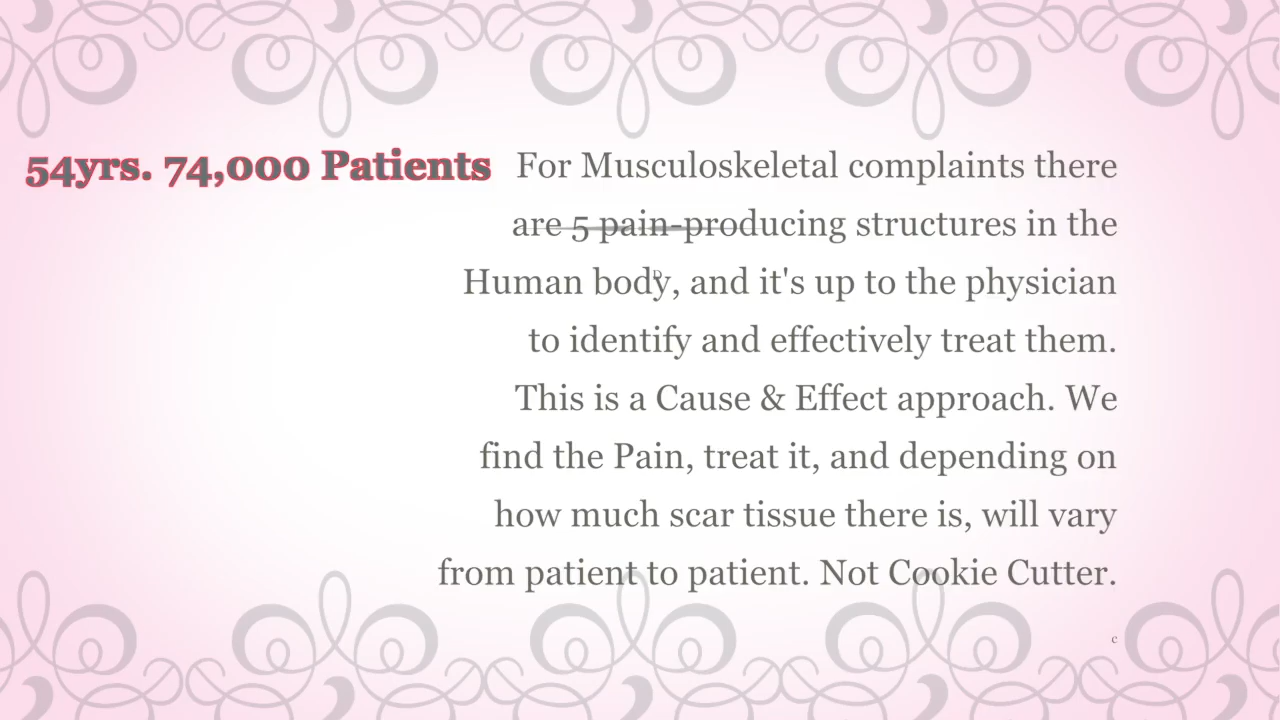 54yrs. 74,000 Patients For Musculoskeletal complaints there
are 5 pain-producing structures in the
Human body, and it's up to the physician
to identify and effectively treat them.
This is a Cause & Effect approach. We
find the Pain, treat it, and depending on
how much scar tissue there is, will vary
from patient to patient. Not Cookie Cutter.
c